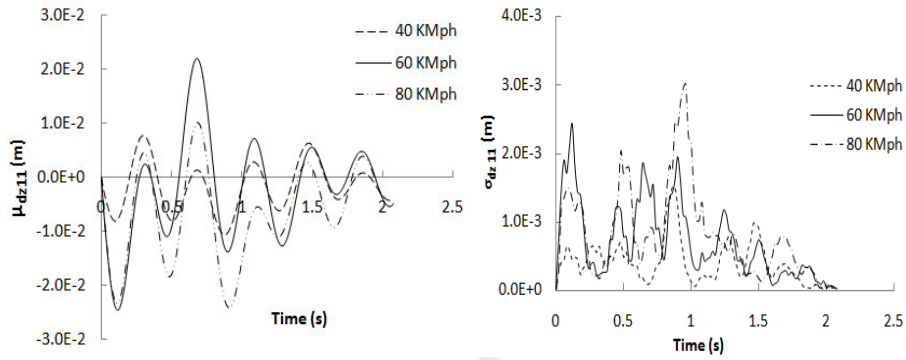 3.0E-2
2.0E-2
1.0E-2
0.0E+0
-1.0E-2
-2.0E-2
-3.0E-2
μdz11 (m)
0 0.5 1 1.5 2 2.5
Time (s)
40 KMph
60 KMph
80 KMph
4.0E-3
3.0E-3
2.0E-3
1.0E-3
0.0E+0
σdz 11 (m)
0 0.5 1 1.5 2 2.5
Time (s)
40 KMph
60 KMph
80 KMph